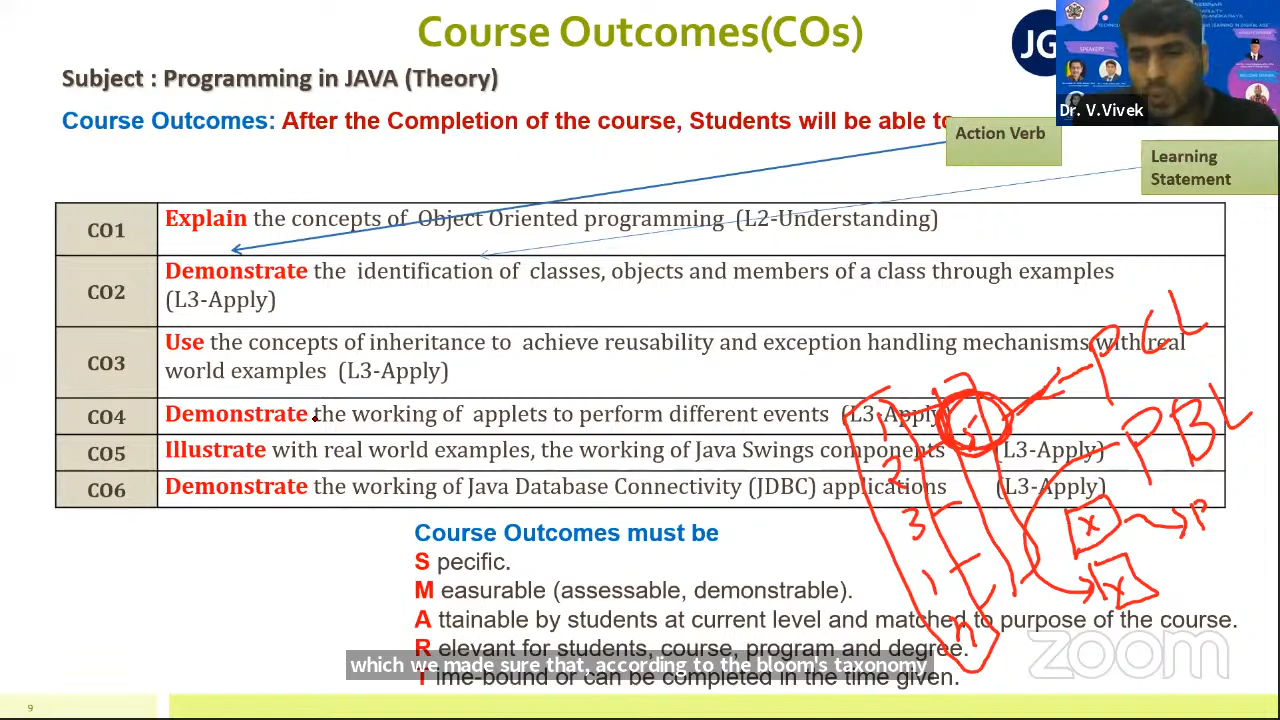 Course Outcomes(COs)
JG
SPEAKERS
Dr. V.Vivek
Subject : Programming in JAVA (Theory)
Course Outcomes: After the Completion of the course, Students will be able to
Action Verb
Learning
Statement
CO1 Explain the concepts of Object Oriented programming (L2-Understanding)
CO2 Demonstrate the identification of classes, objects and members of a class through examples
(L3-Apply)
CO3 Use the concepts of inheritance to achieve reusability and exception handling mechanisms with real
world examples (L3-Apply)
CO4 Demonstrate the working of applets to perform different events (L3-Apply)
CO5 Illustrate with real world examples, the working of Java Swings components (L3-Apply)
CO6 Demonstrate the working of Java Database Connectivity (JDBC) applications (L3-Apply)
PCL
PBL
1
2
3
n
x
P
x
Course Outcomes must be
S pecific.
M easurable (assessable, demonstrable).
A ttainable by students at current level and matched to purpose of the course.
R elevant for students, course, program and degree.
T ime-bound or can be completed in the time given.
which we made sure that, according to the bloom's taxonomy
zoom
9